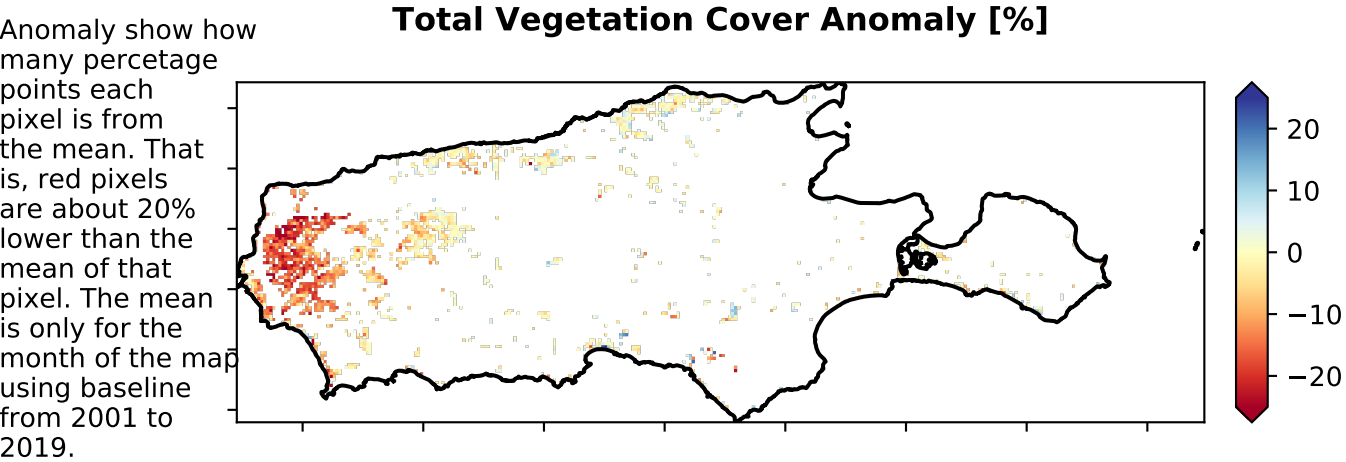 Total Vegetation Cover Anomaly [%]
Anomaly show how
many percetage
points each
pixel is from
the mean. That
is, red pixels
are about 20%
lower than the
mean of that
pixel. The mean
is only for the
month of the map
using baseline
from 2001 to
2019.
20
10
0
−10
−20